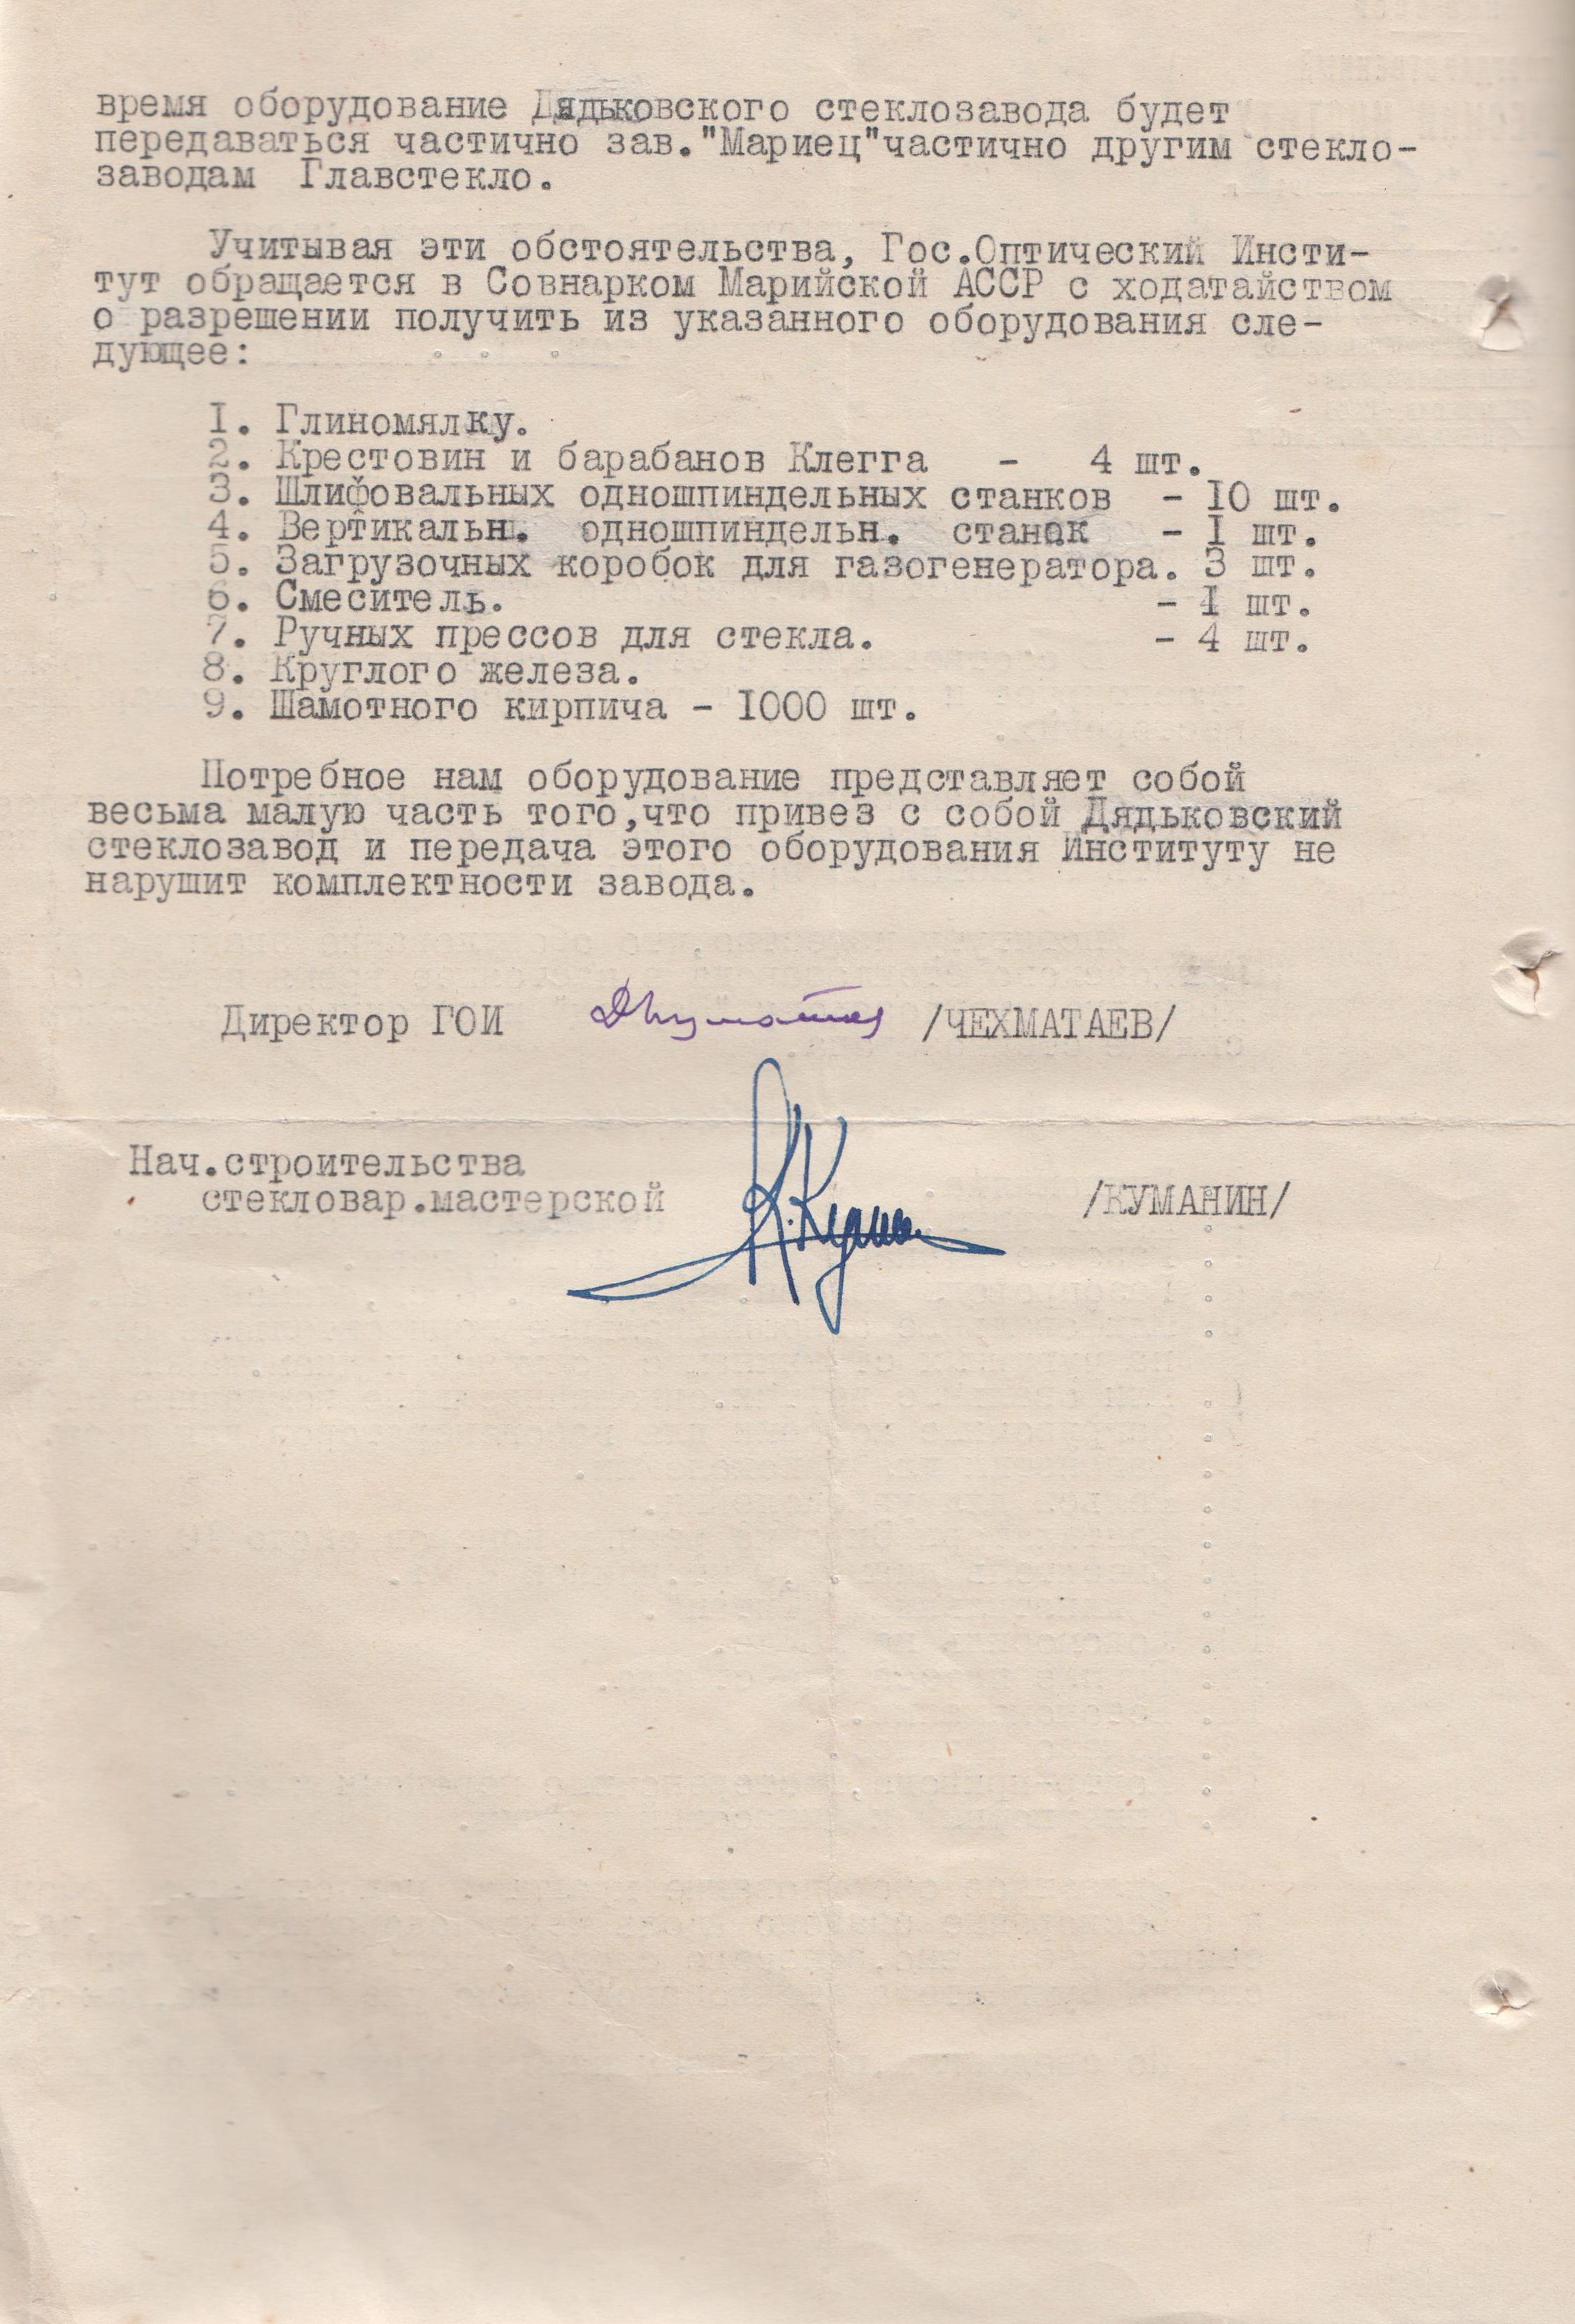 время оборудование Дядьковского стеклозавода будет
передаваться частично зав."Мариец"частично другим стекло-
заводам Главстекло.
Учитывая эти обстоятельства, Гос.Оптический Инсти-
тут обращается в Совнарком Марийской АССР с ходатайством
о разрешении получить из указанного оборудования сле-
дующее:
1. Глиномялку.
2. Крестовин и барабанов Клегга - 4 шт.
3. Шлифовальных одношпиндельных станков - 10 шт.
4. Вертикальн. одношпиндельн. станок - 1 шт.
5. Загрузочных коробок для газогенератора. 3 шт.
6. Смеситель. - 1 шт.
7. Ручных прессов для стекла. - 4 шт.
8. Круглого железа.
9. Шамотного кирпича - 1000 шт.
Потребное нам оборудование представляет собой
весьма малую часть того,что привез с собой Дядьковский
стеклозавод и передача этого оборудования Институту не
нарушит комплектности завода.
Директор ГОИ /ЧЕХМАТАЕВ/
Нач.строительства
стекловар.мастерской /КУМАНИН/